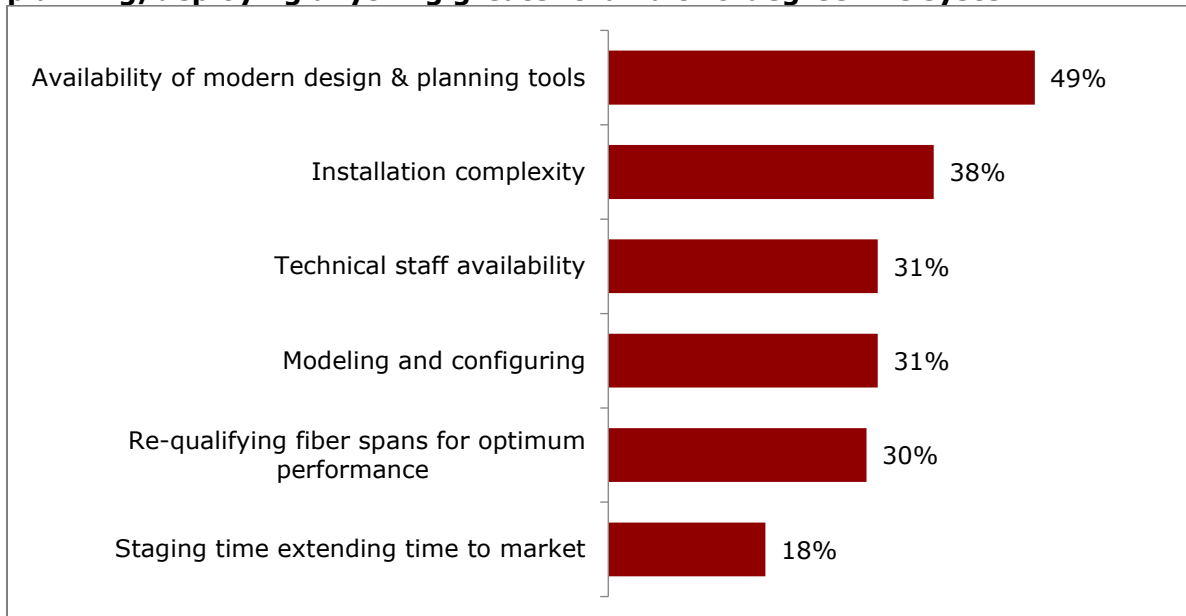 Availability of modern design & planning tools
49%
Installation complexity
38%
Technical staff availability
31%
Modeling and configuring
31%
Re-qualifying fiber spans for optimum
performance
30%
Staging time extending time to market
18%